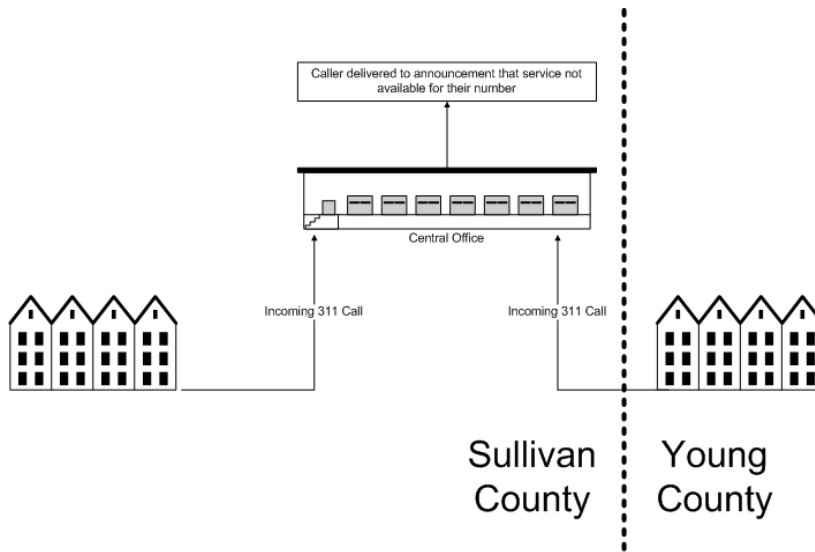 Caller delivered to announcement that service not
available for their number
Central Office
Incoming 311 Call
Incoming 311 Call
Sullivan
County
Young
County